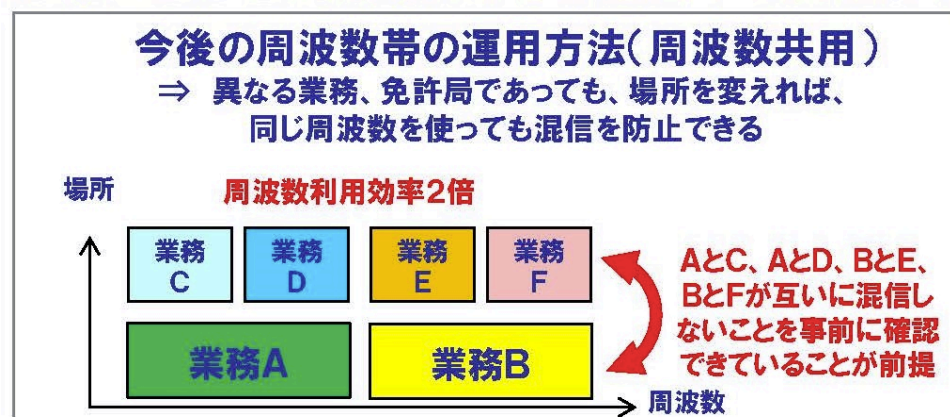 今後の周波数帯の運用方法(周波数共用)
⇒ 異なる業務、免許局であっても、場所を変えれば、
同じ周波数を使っても混信を防止できる
場所
周波数利用効率2倍
業務
C
業務
D
業務
E
業務
F
AとC、AとD、BとE、
BとFが互いに混信し
ないことを事前に確認
できていることが前提
業務A
業務B
周波数